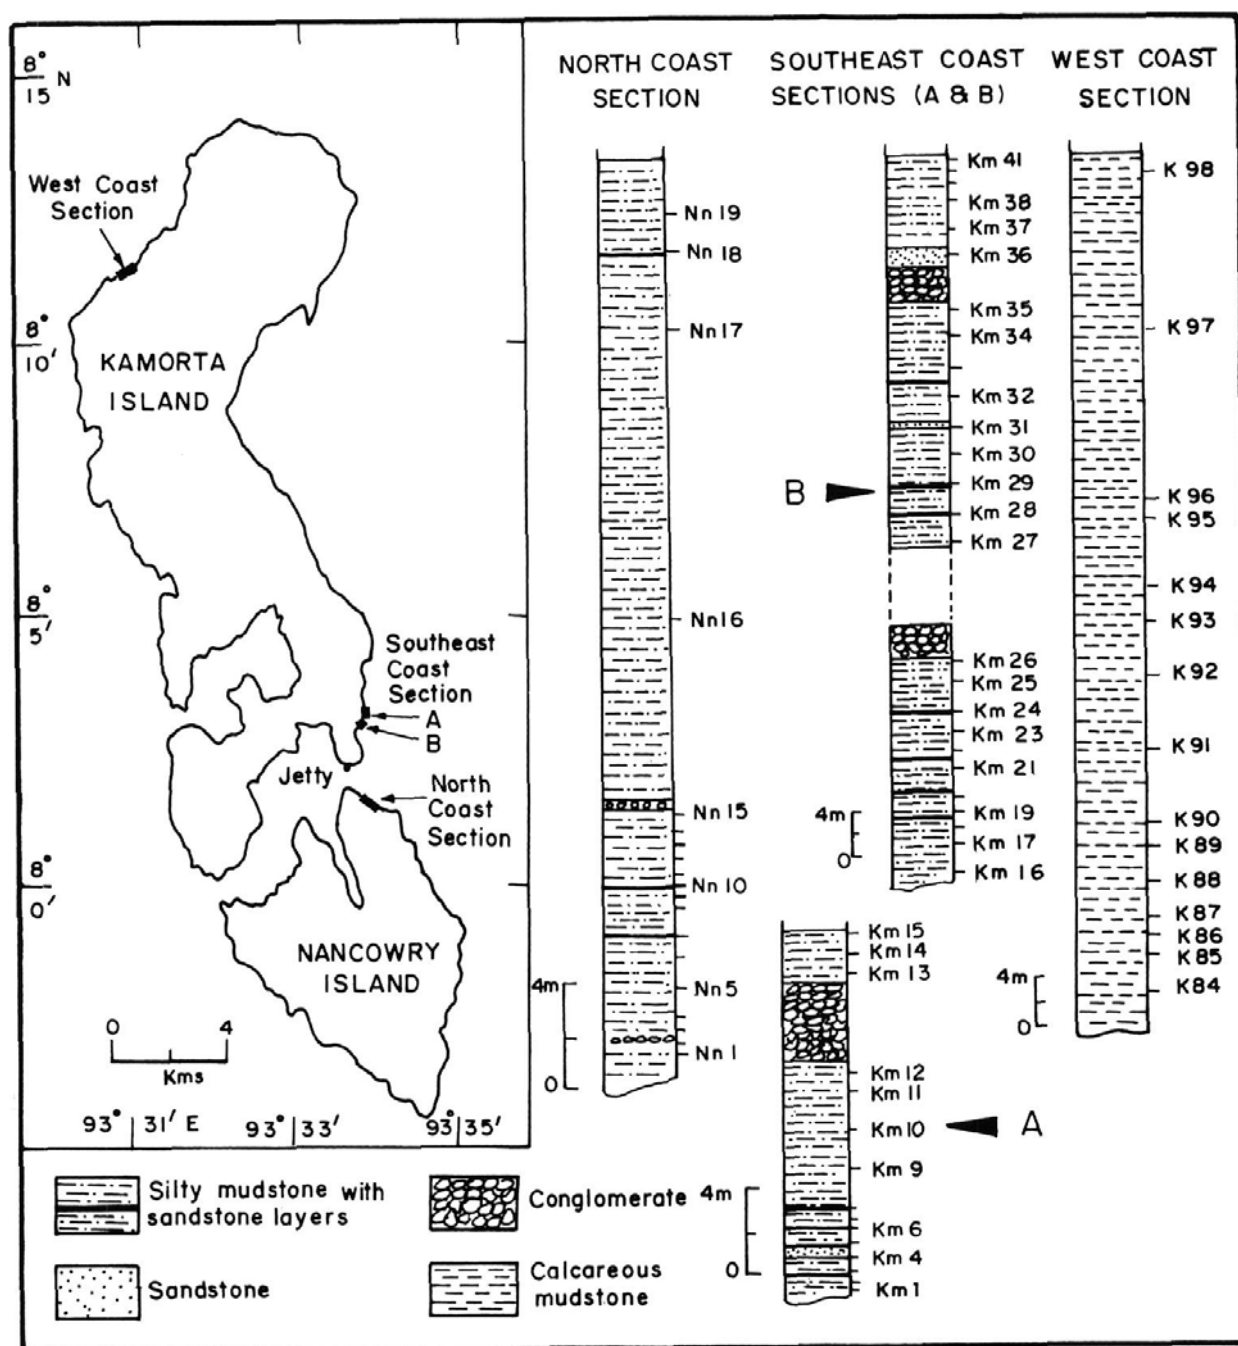 8°
15' N
West Coast
Section
8°
10'
KAMORTA
ISLAND
8°
5'
Southeast
Coast
Section
A
B
Jetty
North
Coast
Section
8°
0'
NANCOWRY
ISLAND
0 4
Kms
93° 31' E 93° 33' 93° 35'
NORTH COAST
SECTION
Nn 19
Nn 18
Nn 17
Nn 16
Nn 15
Nn 10
Nn 5
Nn 1
4m
0
SOUTHEAST COAST
SECTIONS (A & B)
Km 41
Km 38
Km 37
Km 36
Km 35
Km 34
Km 32
Km 31
Km 30
Km 29
Km 28
Km 27
B
Km 26
Km 25
Km 24
Km 23
Km 21
Km 19
Km 17
Km 16
4m
0
Km 15
Km 14
Km 13
Km 12
Km 11
Km 10
A
Km 9
Km 6
Km 4
Km 1
4m
0
WEST COAST
SECTION
K 98
K 97
K 96
K 95
K 94
K 93
K 92
K 91
K 90
K 89
K 88
K 87
K 86
K 85
K 84
4m
0
Silty mudstone with
sandstone layers
Conglomerate
Sandstone
Calcareous
mudstone